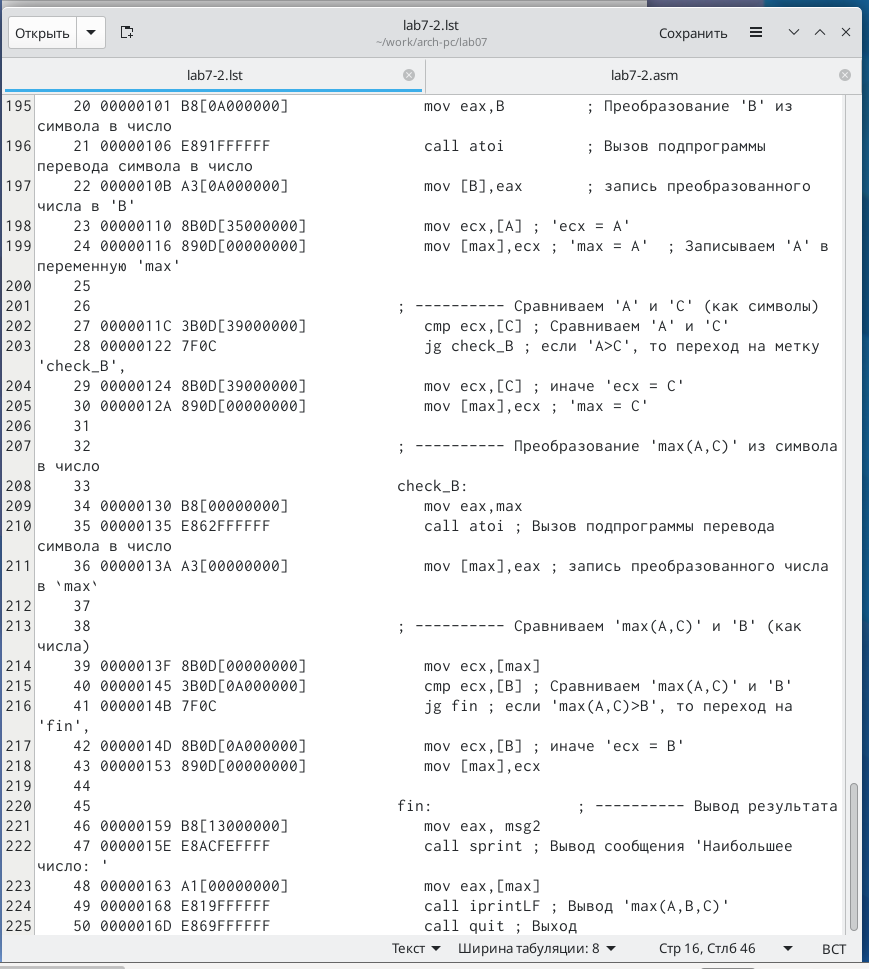 Открыть
lab7-2.lst
~/work/arch-pc/lab07
Сохранить
lab7-2.lst
lab7-2.asm
195 20 00000101 B8[0A000000] mov eax,B ; Преобразование 'B' из
символа в число
196 21 00000106 E891FFFFFF call atoi ; Вызов подпрограммы
перевода символа в число
197 22 0000010B A3[0A000000] mov [B],eax ; запись преобразованного
числа в 'B'
198 23 00000110 8B0D[35000000] mov ecx,[A] ; 'ecx = A'
199 24 00000116 890D[00000000] mov [max],ecx ; 'max = A' ; Записываем 'A' в
переменную 'max'
200 25
201 26 ; ---------- Сравниваем 'A' и 'С' (как символы)
202 27 0000011C 3B0D[39000000] cmp ecx,[C] ; Сравниваем 'A' и 'С'
203 28 00000122 7F0C jg check_B ; если 'A>C', то переход на метку
'check_B',
204 29 00000124 8B0D[39000000] mov ecx,[C] ; иначе 'ecx = C'
205 30 0000012A 890D[00000000] mov [max],ecx ; 'max = C'
206 31
207 32 ; ---------- Преобразование 'max(A,C)' из символа
в число
208 33 check_B:
209 34 00000130 B8[00000000] mov eax,max
210 35 00000135 E862FFFFFF call atoi ; Вызов подпрограммы перевода
символа в число
211 36 0000013A A3[00000000] mov [max],eax ; запись преобразованного числа
в `max`
212 37
213 38 ; ---------- Сравниваем 'max(A,C)' и 'B' (как
числа)
214 39 0000013F 8B0D[00000000] mov ecx,[max]
215 40 00000145 3B0D[0A000000] cmp ecx,[B] ; Сравниваем 'max(A,C)' и 'B'
216 41 0000014B 7F0C jg fin ; если 'max(A,C)>B', то переход на
'fin',
217 42 0000014D 8B0D[0A000000] mov ecx,[B] ; иначе 'ecx = B'
218 43 00000153 890D[00000000] mov [max],ecx
219 44
220 45 fin: ; ---------- Вывод результата
221 46 00000159 B8[13000000] mov eax, msg2
222 47 0000015E E8ACFEFFFF call sprint ; Вывод сообщения 'Наибольшее
число: '
223 48 00000163 A1[00000000] mov eax,[max]
224 49 00000168 E819FFFFFF call iprintLF ; Вывод 'max(A,B,C)'
225 50 0000016D E869FFFFFF call quit ; Выход
Текст Ширина табуляции: 8 Стр 16, Стлб 46 ВСТ